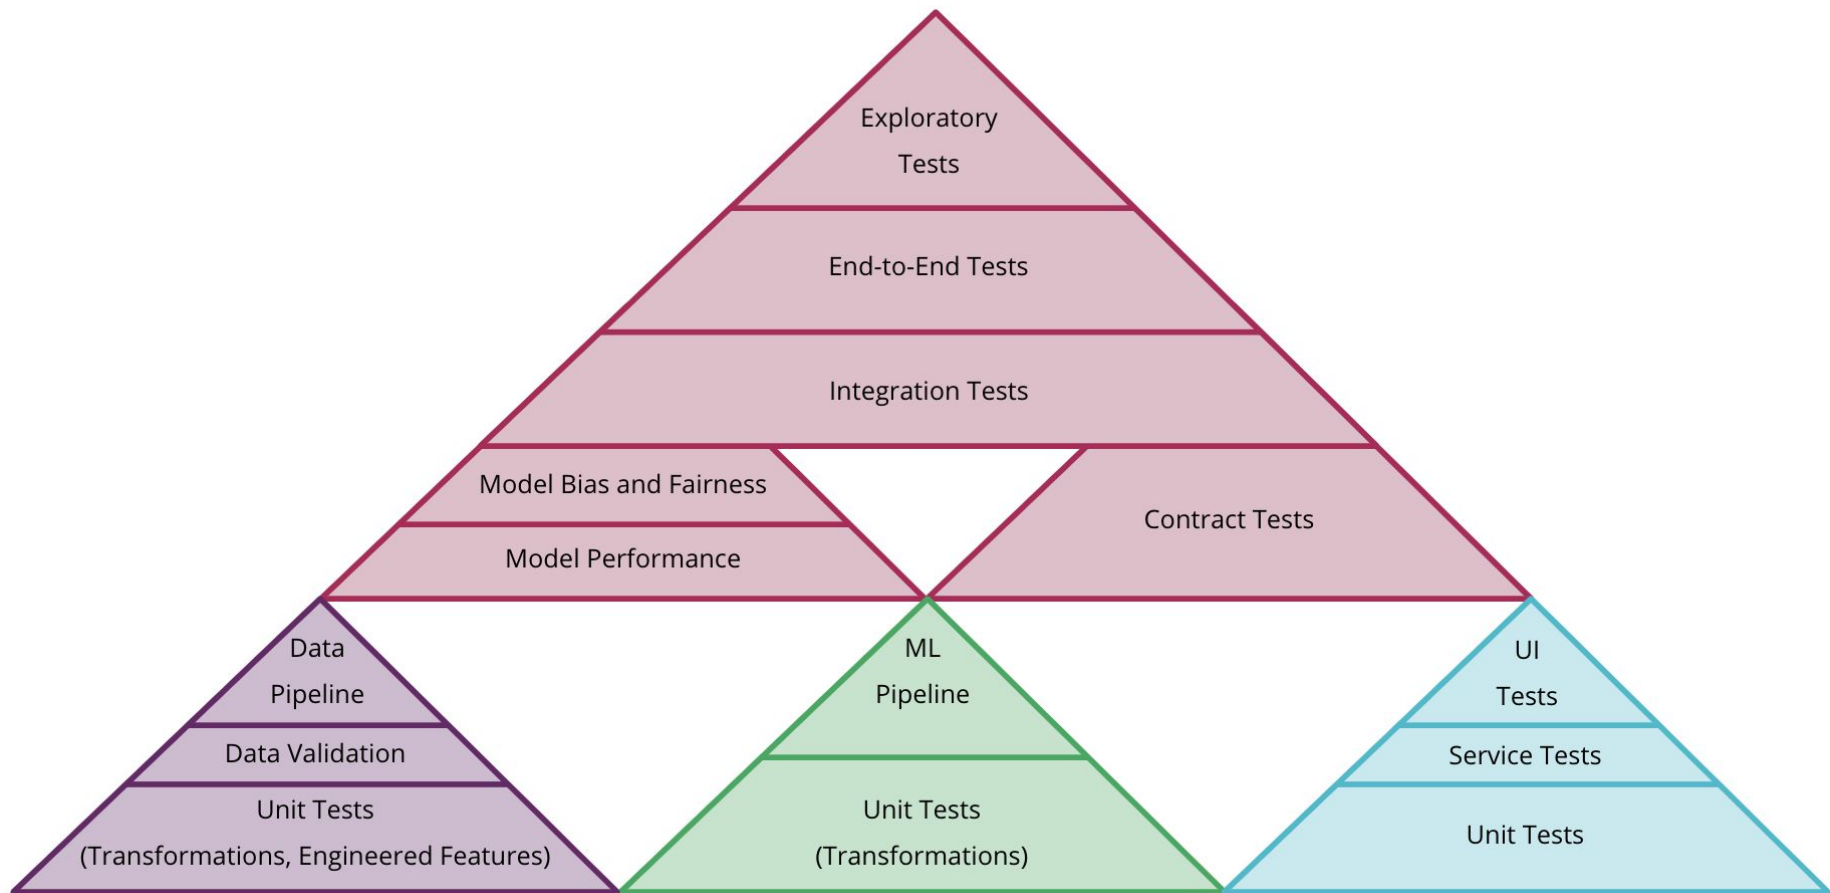 Exploratory
Tests
End-to-End Tests
Integration Tests
Model Bias and Fairness
Model Performance
Contract Tests
Data
Pipeline
Data Validation
Unit Tests
(Transformations, Engineered Features)
ML
Pipeline
Unit Tests
(Transformations)
UI
Tests
Service Tests
Unit Tests